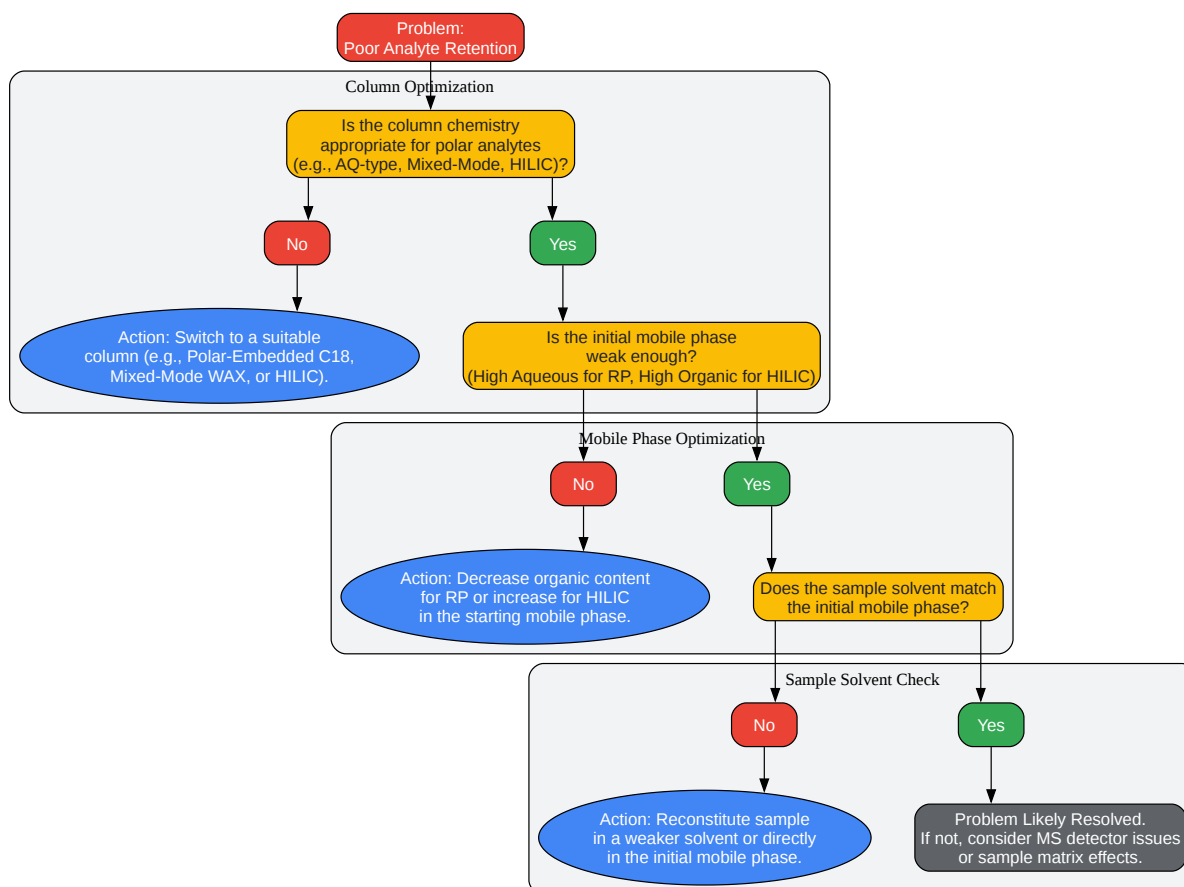 Problem:
Poor Analyte Retention
Column Optimization
Is the column chemistry
appropriate for polar analytes
(e.g., AQ-type, Mixed-Mode, HILIC)?
No
Yes
Action: Switch to a suitable
column (e.g., Polar-Embedded C18,
Mixed-Mode WAX, or HILIC).
Is the initial mobile phase
weak enough?
(High Aqueous for RP, High Organic for HILIC)
Mobile Phase Optimization
No
Yes
Action: Decrease organic content
for RP or increase for HILIC
in the starting mobile phase.
Does the sample solvent match
the initial mobile phase?
Sample Solvent Check
No
Yes
Action: Reconstitute sample
in a weaker solvent or directly
in the initial mobile phase.
Problem Likely Resolved.
If not, consider MS detector issues
or sample matrix effects.